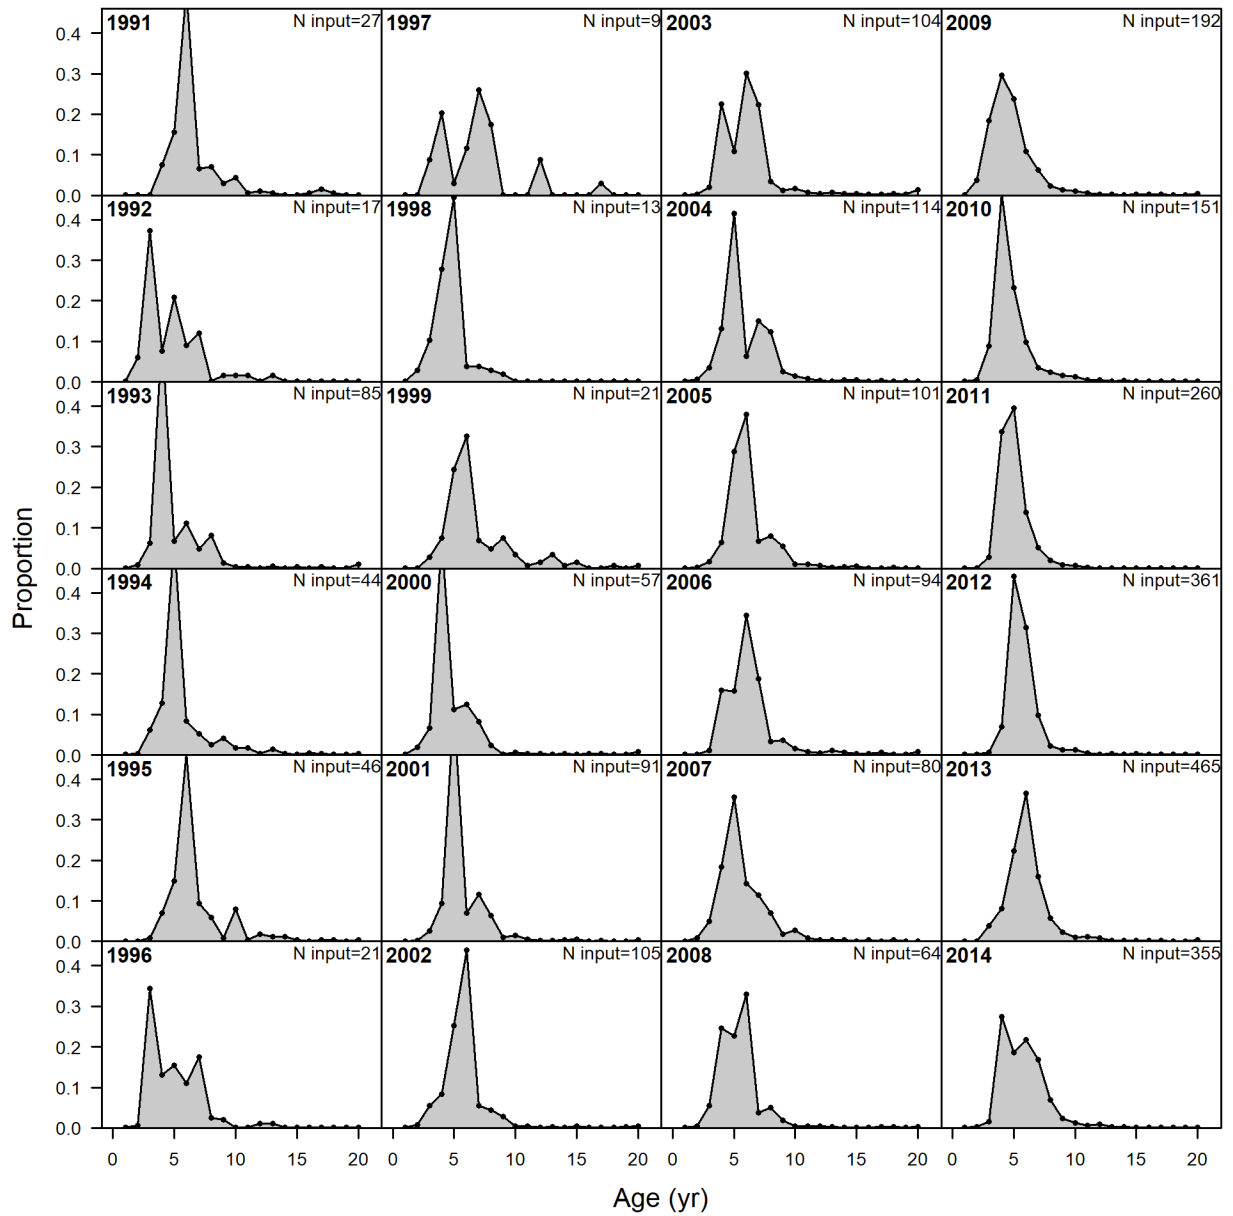 1991 N input=27
1997 N input=9
2003 N input=104
2009 N input=192
0.4
0.3
0.2
0.1
0.0
1992 N input=17
1998 N input=13
2004 N input=114
2010 N input=151
0.4
0.3
0.2
0.1
0.0
1993 N input=85
1999 N input=21
2005 N input=101
2011 N input=260
0.4
0.3
0.2
0.1
0.0
1994 N input=44
2000 N input=57
2006 N input=94
2012 N input=361
0.4
0.3
0.2
0.1
0.0
1995 N input=46
2001 N input=91
2007 N input=80
2013 N input=465
0.4
0.3
0.2
0.1
0.0
1996 N input=21
2002 N input=105
2008 N input=64
2014 N input=355
0.4
0.3
0.2
0.1
0.0
Proportion
0 5 10 15 20
0 5 10 15 20
0 5 10 15 20
0 5 10 15 20
Age (yr)